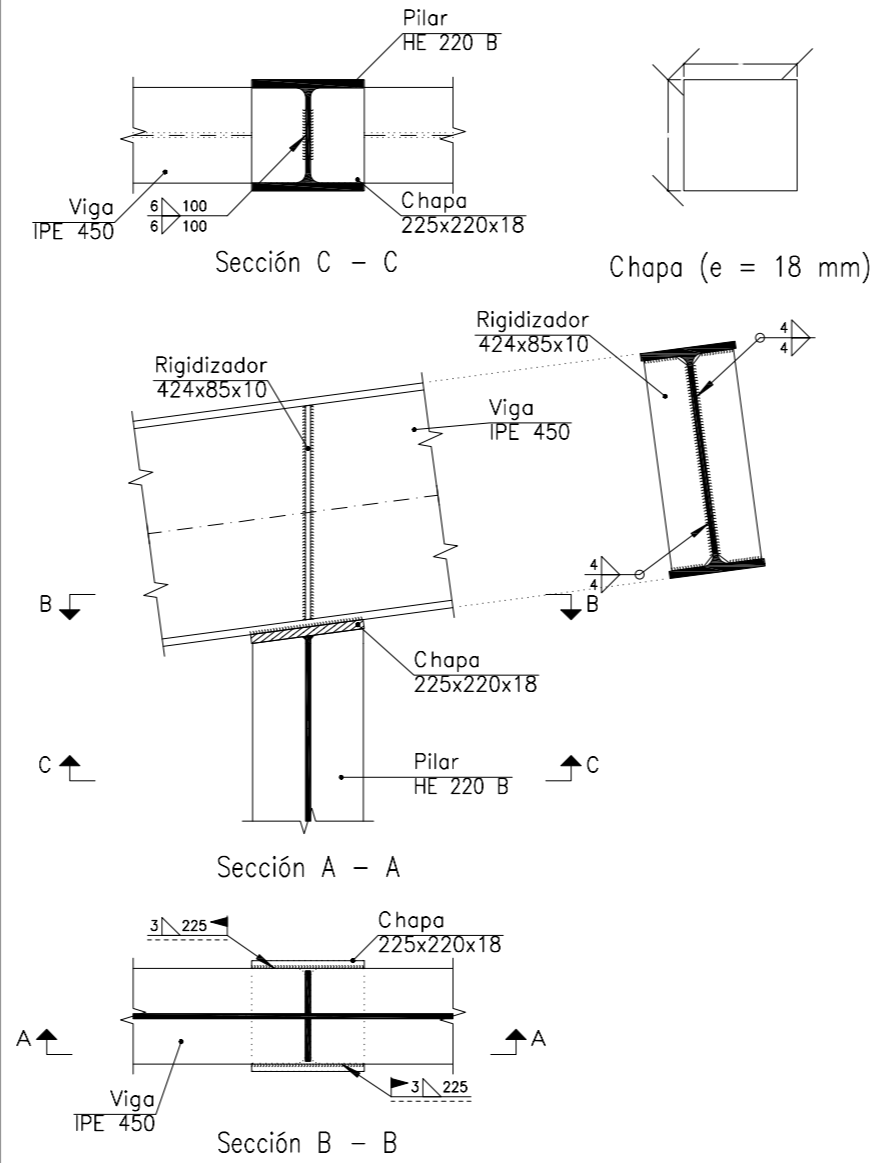 Pilar
HE 220 B
Viga
IPE 450
6 100
6 100
Chapa
225x220x18
Sección C - C
Chapa (e = 18 mm)
Rigidizador
424x85x10
4
4
Rigidizador
424x85x10
Viga
IPE 450
4
4
B
B
Chapa
225x220x18
C
Pilar
HE 220 B
C
Sección A - A
3 225
Chapa
225x220x18
A
A
3 225
Viga
IPE 450
Sección B - B